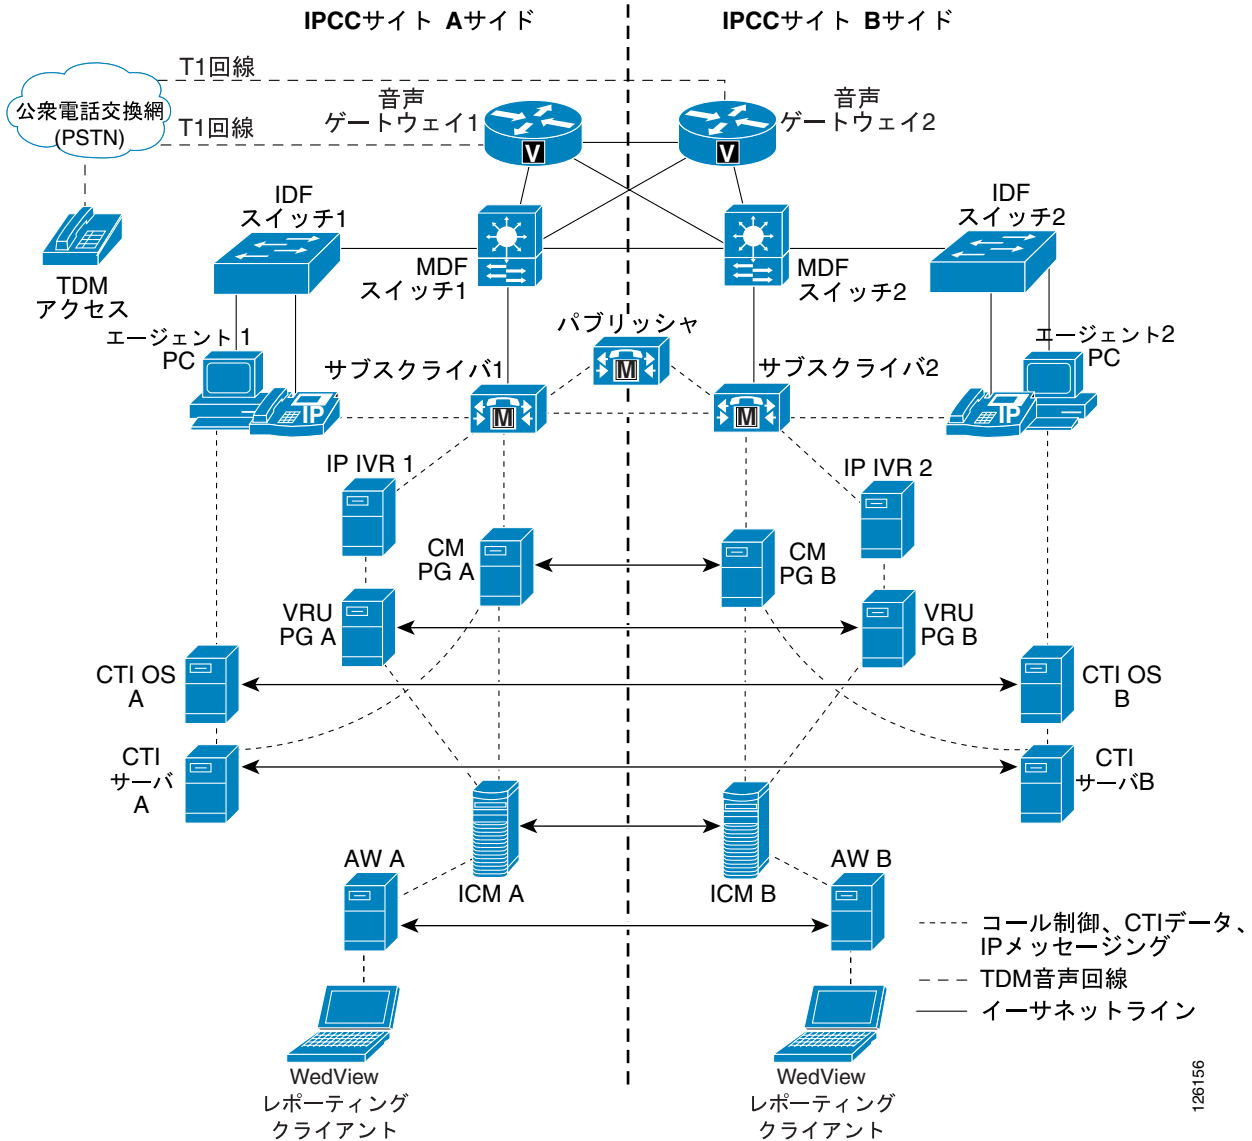 IPCCサイト Aサイド
IPCCサイト Bサイド
T1回線
公衆電話交換網
(PSTN)
T1回線
音声
ゲートウェイ1
音声
ゲートウェイ2
V
V
IDF
スイッチ1
IDF
スイッチ2
TDM
アクセス
MDF
スイッチ1
MDF
スイッチ2
パブリッシャ
エージェント1
PC
サブスクライバ1
サブスクライバ2
エージェント2
PC
M
IP
M
M
IP
IP IVR 1
IP IVR 2
CM
PG A
CM
PG B
VRU
PG A
VRU
PG B
CTI OS
A
CTI OS
B
CTI
サーバ
A
CTI
サーバB
AW A
ICM A
ICM B
AW B
コール制御、CTIデータ、
IPメッセージング
TDM音声回線
イーサネットライン
WedView
レポーティング
クライアント
WedView
レポーティング
クライアント
126156